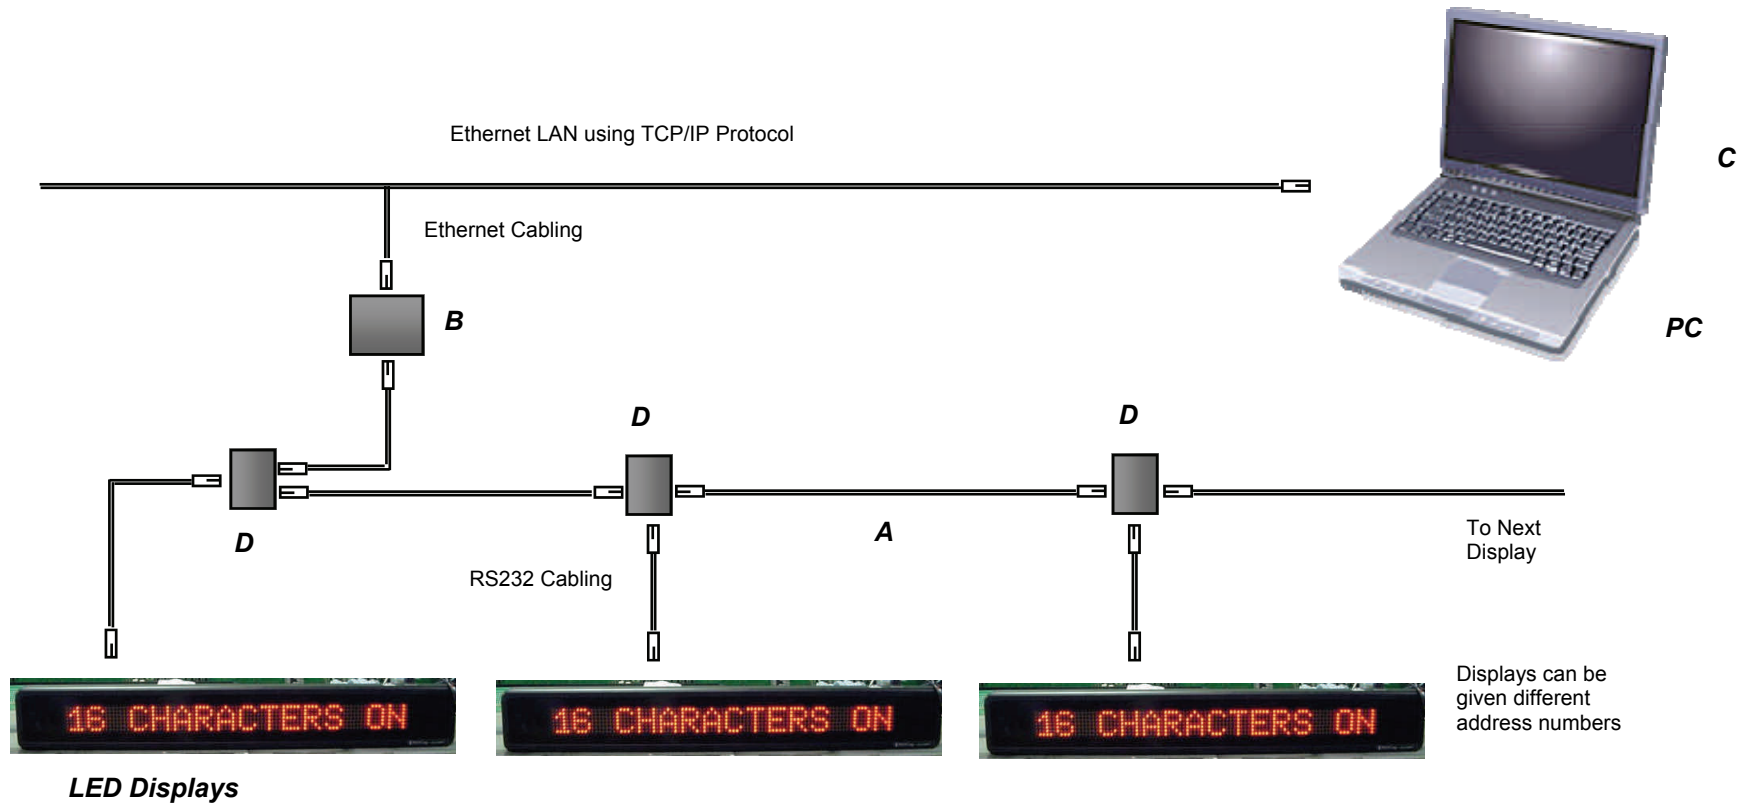 Ethernet LAN using TCP/IP Protocol
C
Ethernet Cabling
B
PC
D
D
D
A
To Next
Display
RS232 Cabling
Displays can be
given different
address numbers
16 CHARACTERS ON
16 CHARACTERS ON
16 CHARACTERS ON
LED Displays